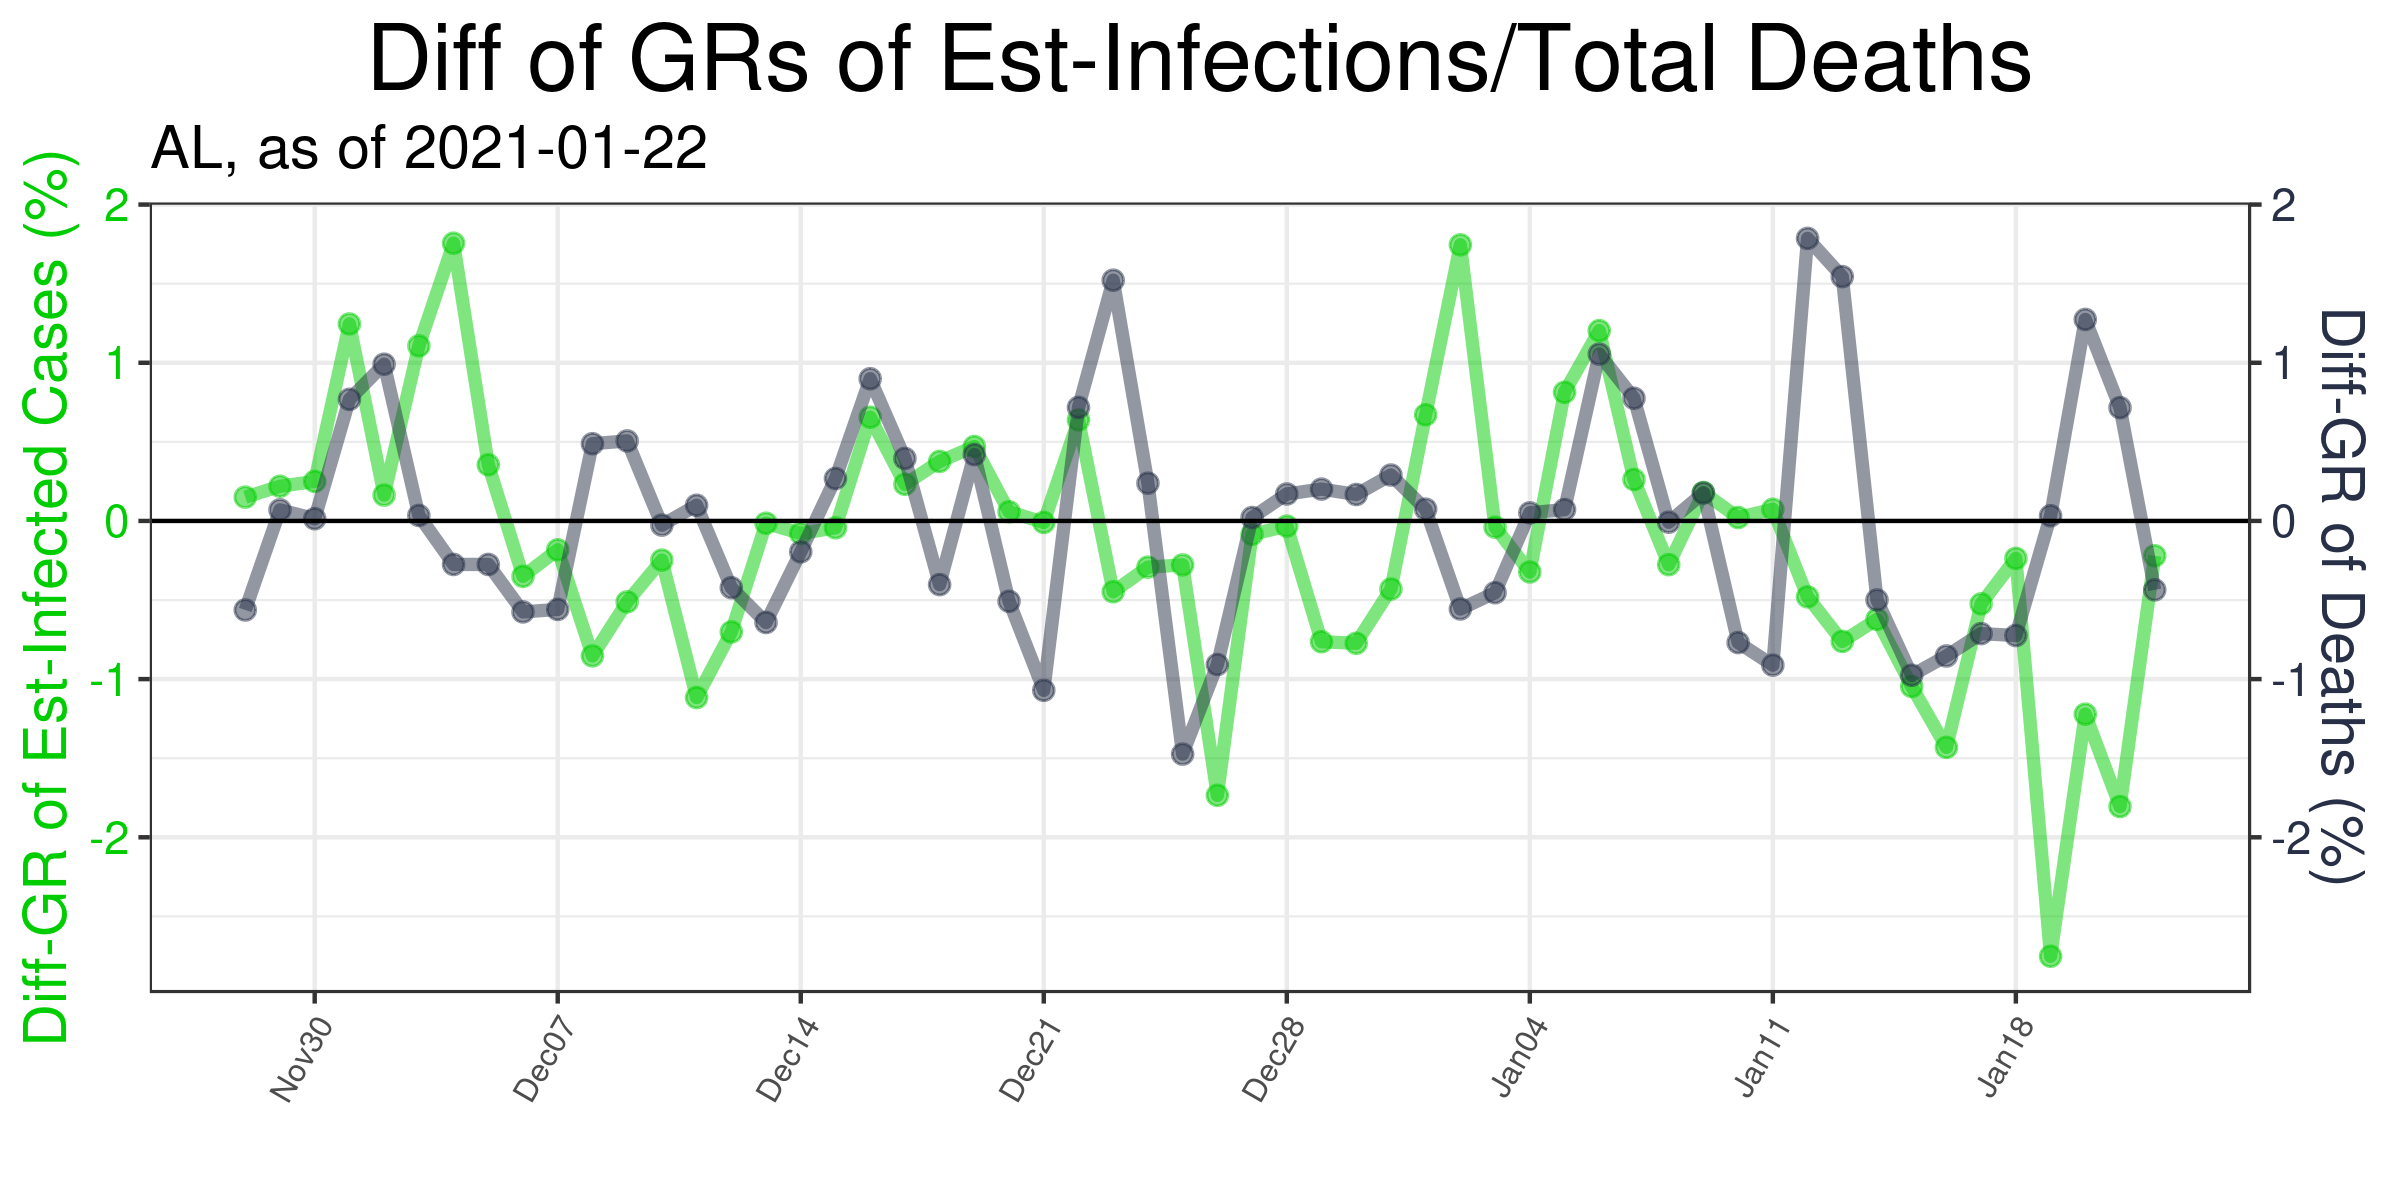 Diff of GRs of Est-Infections/Total Deaths
AL, as of 2021-01-22
Diff-GR of Est-Infected Cases (%)
2
1
0
-1
-2
2
1
0
-1
-2
Diff-GR of Deaths (%)
Nov30
Dec07
Dec14
Dec21
Dec28
Jan04
Jan11
Jan18